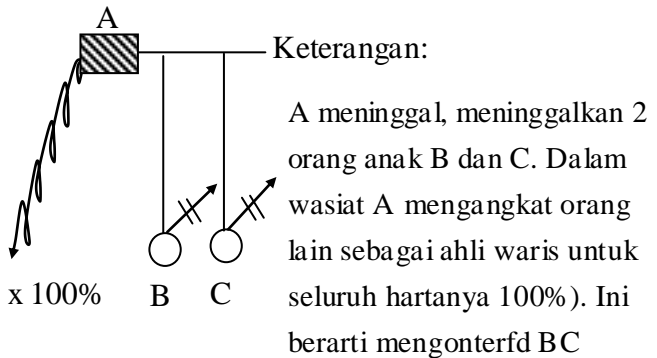 A
Keterangan:
A meninggal, meninggalkan 2
orang anak B dan C. Dalam
wasiat A mengangkat orang
lain sebagai ahli waris untuk
x 100% B C seluruh hartanya 100%). Ini
berarti mengonterfd BC